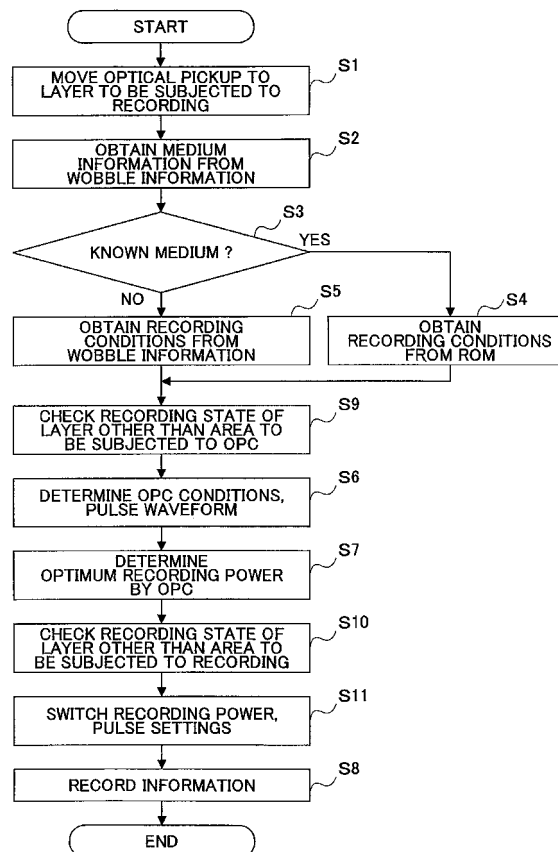 START
S1
MOVE OPTICAL PICKUP TO
LAYER TO BE SUBJECTED TO
RECORDING
S2
OBTAIN MEDIUM
INFORMATION FROM
WOBBLE INFORMATION
S3
KNOWN MEDIUM ?
YES
NO
S5
OBTAIN RECORDING
CONDITIONS FROM
WOBBLE INFORMATION
S4
OBTAIN
RECORDING CONDITIONS
FROM ROM
S9
CHECK RECORDING STATE OF
LAYER OTHER THAN AREA TO
BE SUBJECTED TO OPC
S6
DETERMINE OPC CONDITIONS,
PULSE WAVEFORM
S7
DETERMINE
OPTIMUM RECORDING POWER
BY OPC
S10
CHECK RECORDING STATE OF
LAYER OTHER THAN AREA TO
BE SUBJECTED TO RECORDING
S11
SWITCH RECORDING POWER,
PULSE SETTINGS
S8
RECORD INFORMATION
END